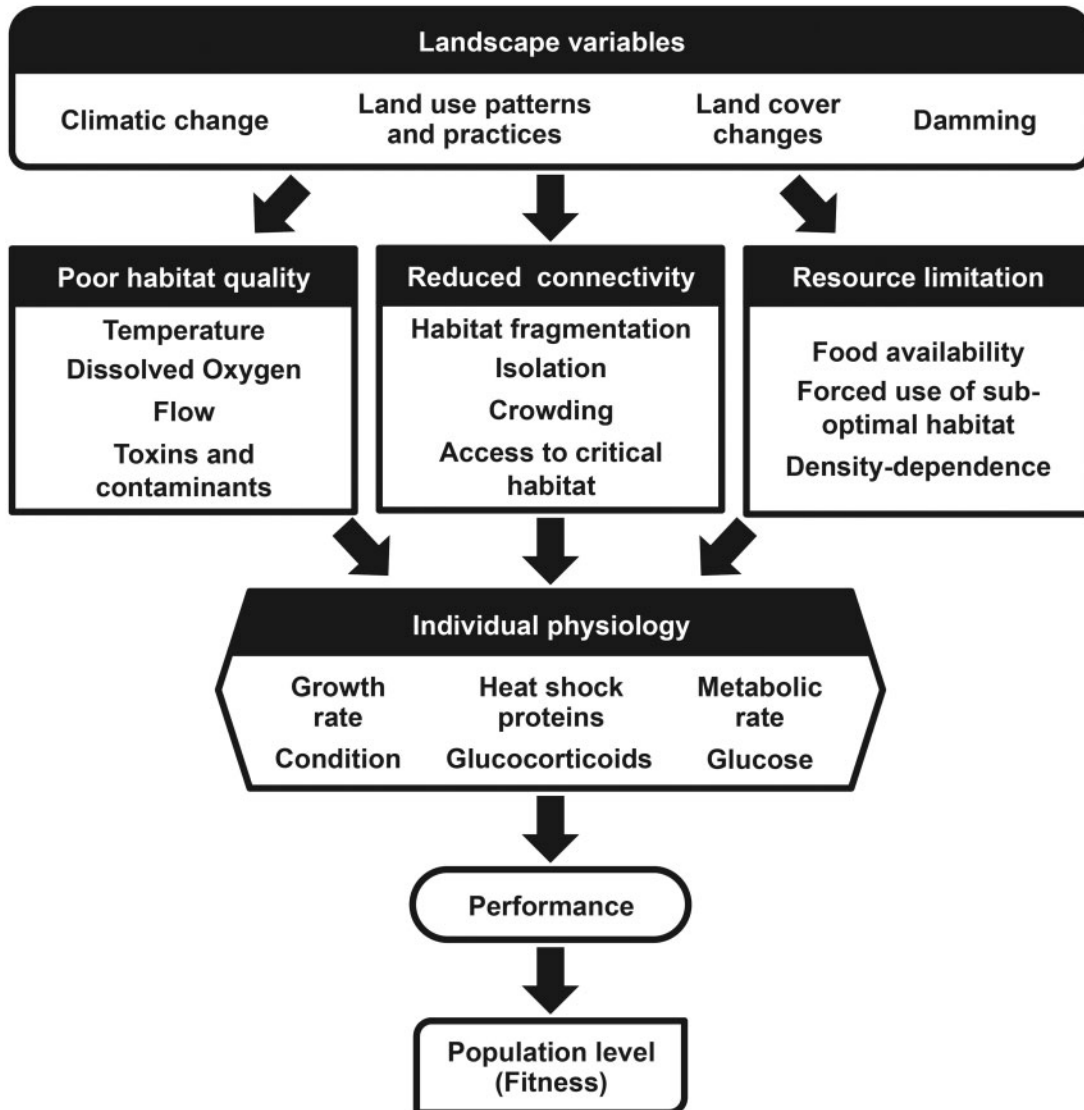 Landscape variables
Climatic change
Land use patterns
and practices
Land cover
changes
Damming
Poor habitat quality
Temperature
Dissolved Oxygen
Flow
Toxins and
contaminants
Reduced connectivity
Habitat fragmentation
Isolation
Crowding
Access to critical
habitat
Resource limitation
Food availability
Forced use of sub-
optimal habitat
Density-dependence
Individual physiology
Growth
rate
Heat shock
proteins
Metabolic
rate
Condition
Glucocorticoids
Glucose
Performance
Population level
(Fitness)